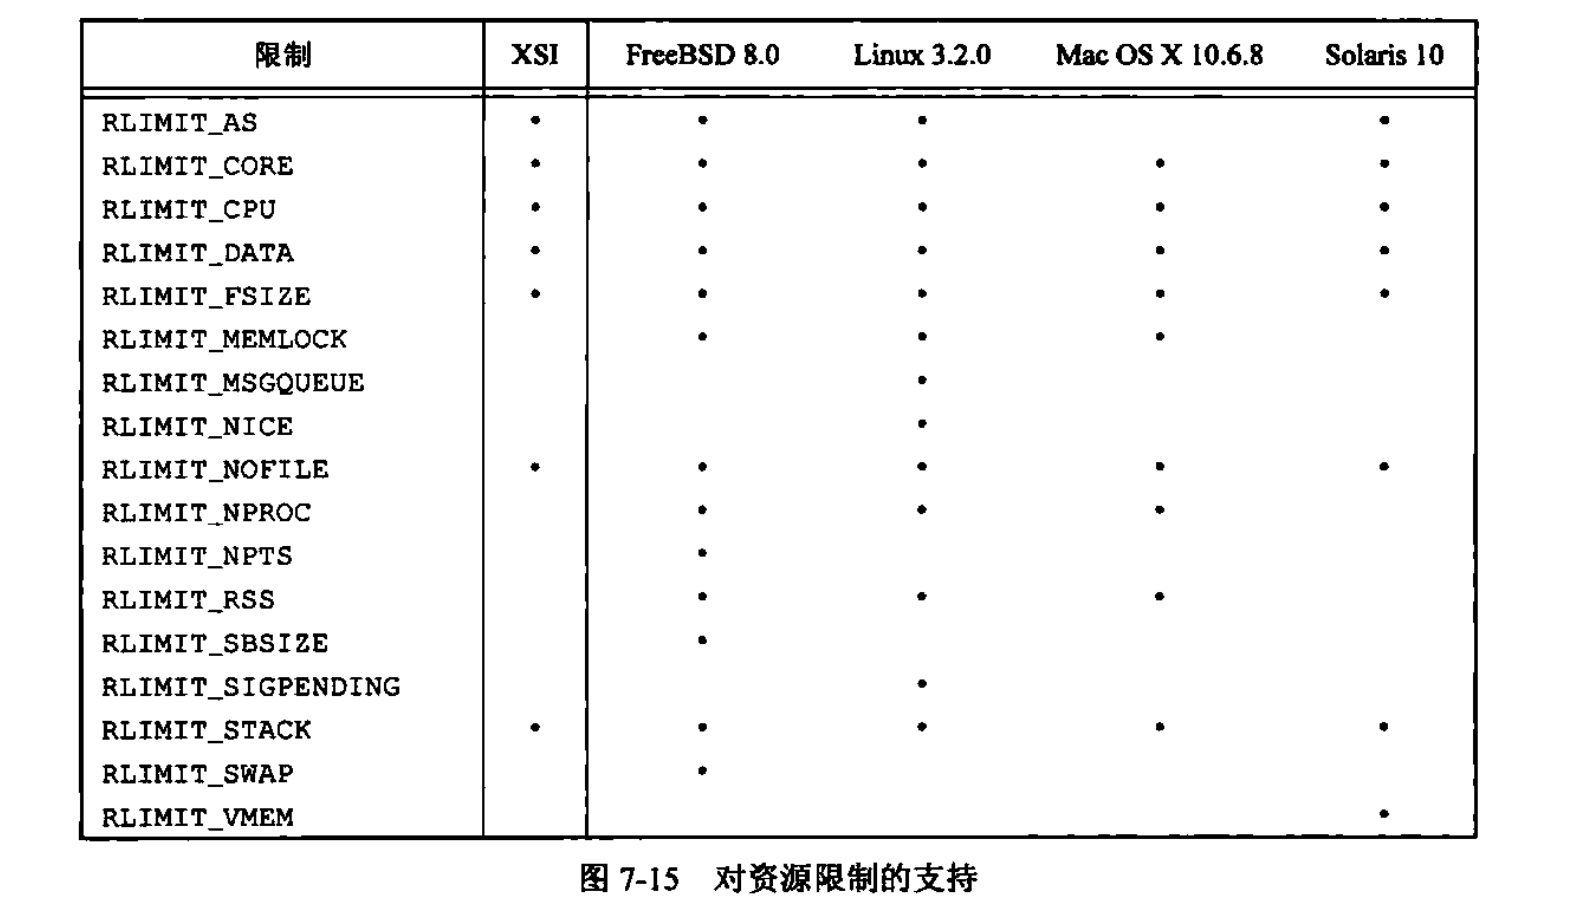 限制 XSI FreeBSD 8.0 Linux 3.2.0 Mac OS X 10.6.8 Solaris 10
RLIMIT_AS • • • •
RLIMIT_CORE • • • • •
RLIMIT_CPU • • • • •
RLIMIT_DATA • • • • •
RLIMIT_FSIZE • • • • •
RLIMIT_MEMLOCK • • •
RLIMIT_MSGQUEUE •
RLIMIT_NICE •
RLIMIT_NOFILE • • • • •
RLIMIT_NPROC • • •
RLIMIT_NPTS •
RLIMIT_RSS • • •
RLIMIT_SBSIZE •
RLIMIT_SIGPENDING •
RLIMIT_STACK • • • • •
RLIMIT_SWAP •
RLIMIT_VMEM •
图 7-15 对资源限制的支持